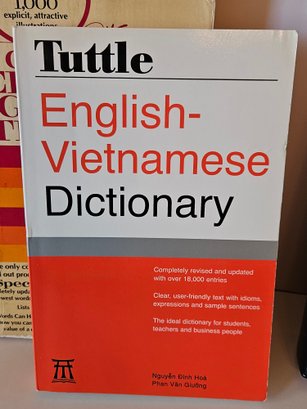 1,000
explicit, attractive
illustrations
Tuttle
English-
Vietnamese
Dictionary
Completely revised and updated
with over 18,000 entries
Clear, user-friendly text with idioms,
expressions and sample sentences
The ideal dictionary for students,
teachers and business people
Nguyễn Đình Hoà
Phan Văn Giưỡng